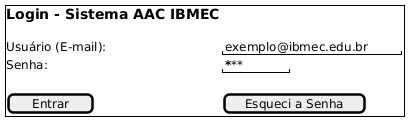 Login - Sistema AAC IBMEC
Usuário (E-mail): exemplo@ibmec.edu.br
Senha: ***
Entrar Esqueci a Senha